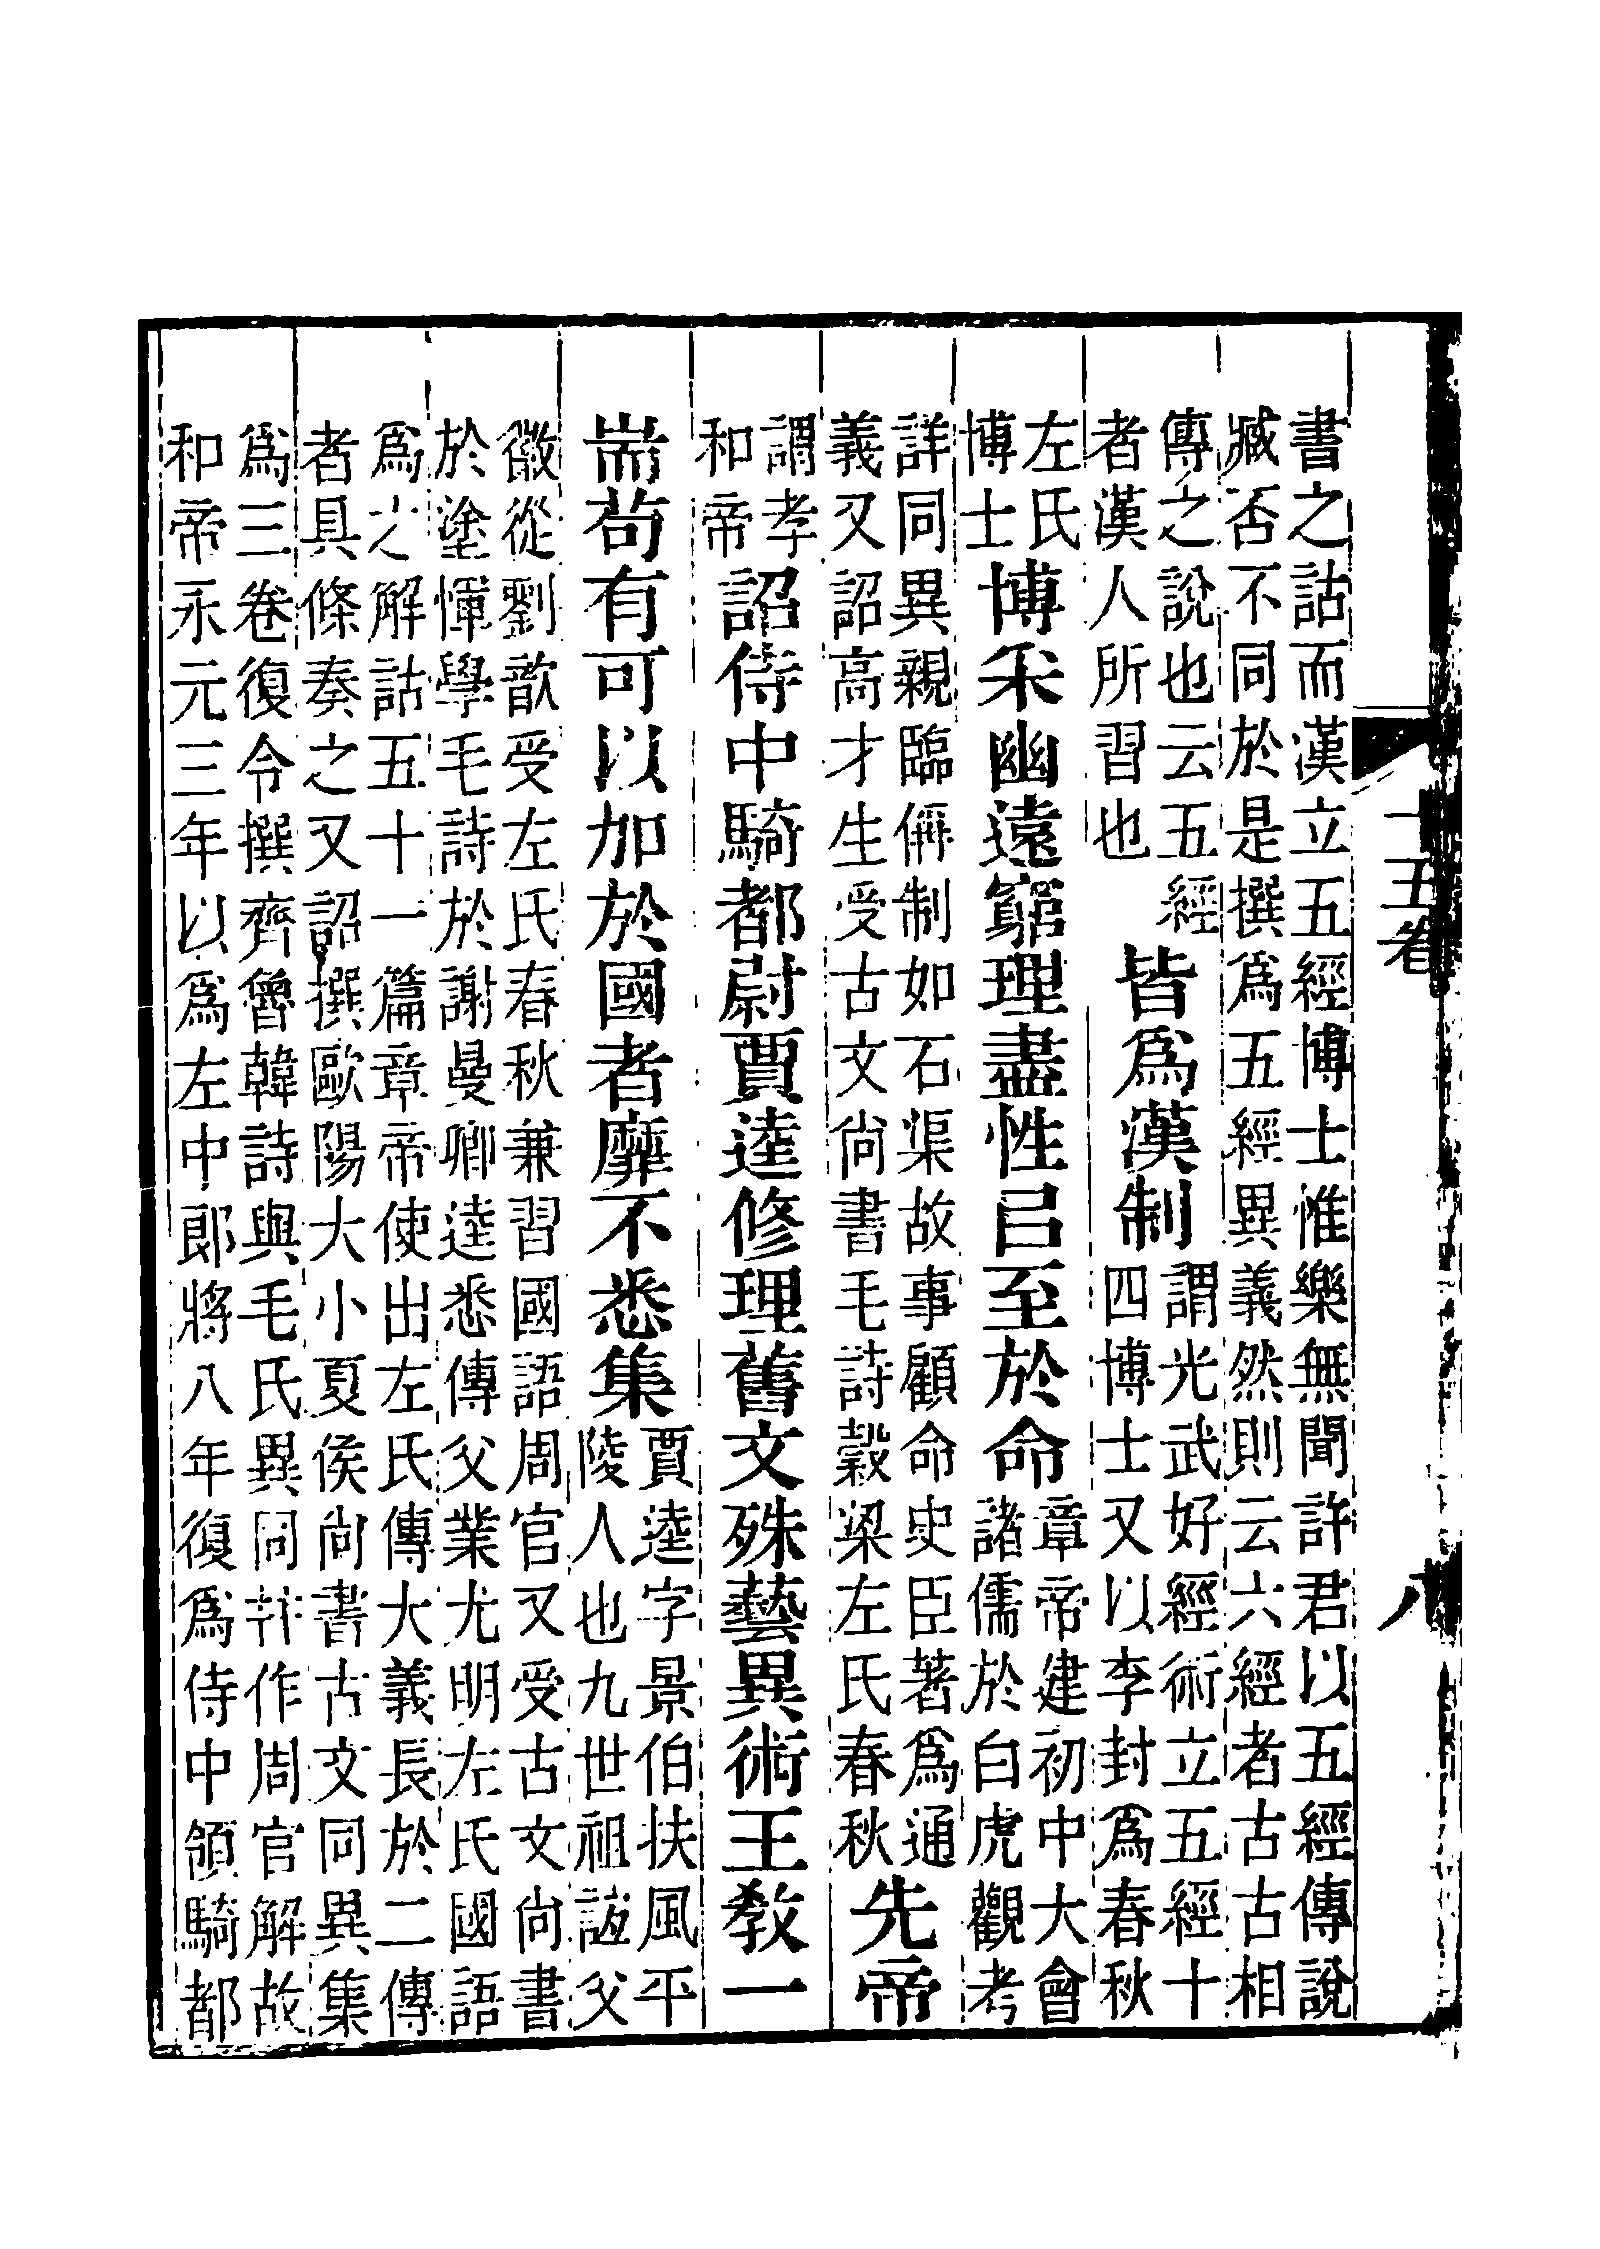 十五卷
八
書之詁而漢立五經博士惟樂無聞許君以五經傳說
臧否不同於是撰爲五經異義然則云六經者古古相
傳之說也云五經
者漢人所習也
皆爲漢制
謂光武好經術立五經十
四博士又以李封爲春秋
左氏
博士
博采幽遠窮理盡性㠯至於命
章帝建初中大會
諸儒於白虎觀考
詳同異親臨稱制如石渠故事顧命史臣著爲通
義又詔高才生受古文尚書毛詩穀梁左氏春秋
先帝
謂孝
和帝
詔侍中騎都尉賈逵修理舊文殊藝異術王敎一
耑苟有可以加於國者靡不悉集
賈逵字景伯扶風平
陵人也九世祖誼父
徽從劉歆受左氏春秋兼習國語周官又受古文尚書
於塗惲學毛詩於謝曼卿逵悉傳父業尤明左氏國語
爲之解詁五十一篇章帝使出左氏傳大義長於二傳
者具條奏之又詔撰歐陽大小夏侯尚書古文同異集
爲三卷復令撰齊魯韓詩與毛氏異同并作周官解故
和帝永元三年以爲左中郎將八年復爲侍中領騎都